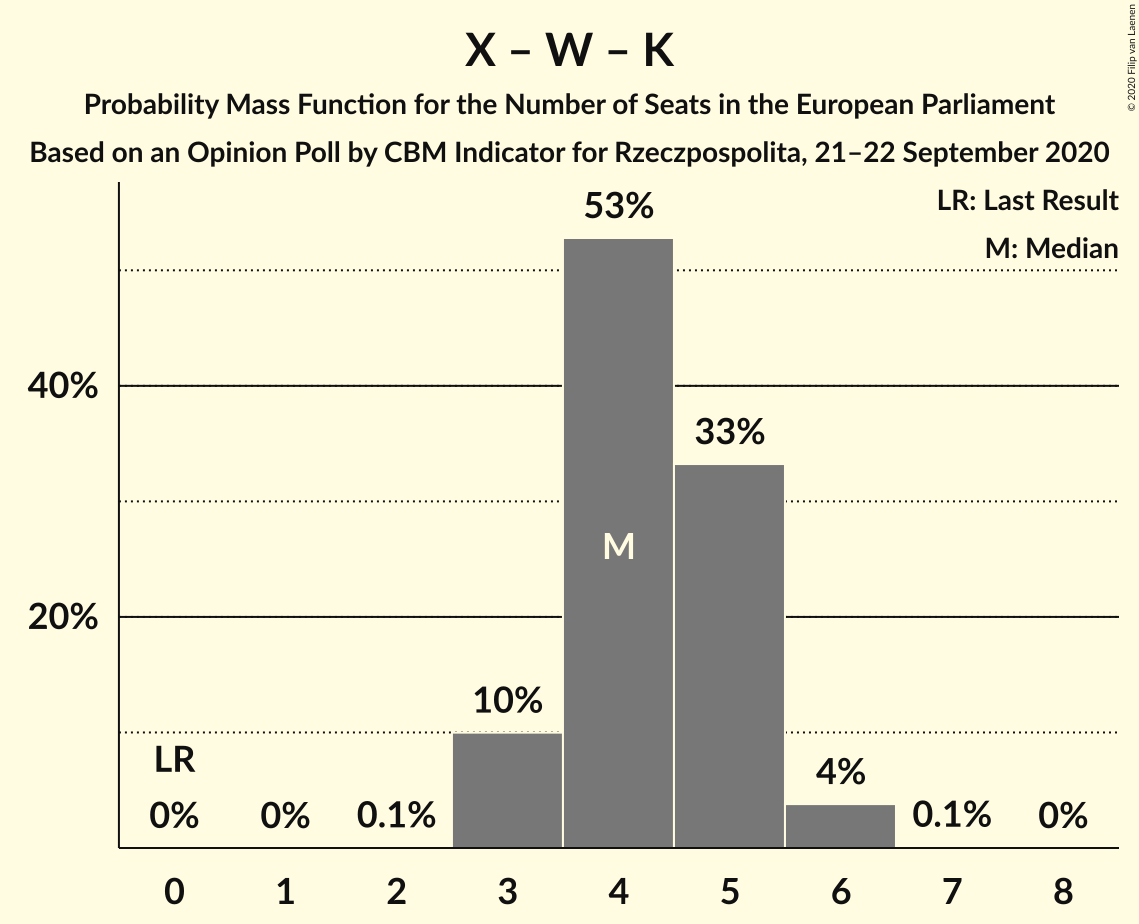 X – W – K
Probability Mass Function for the Number of Seats in the European Parliament
Based on an Opinion Poll by CBM Indicator for Rzeczpospolita, 21–22 September 2020
© 2020 Filip van Laenen
LR: Last Result
M: Median
53%
40%
33%
M
20%
10%
LR
4%
0% 0% 0.1% 0.1% 0%
0 1 2 3 4 5 6 7 8